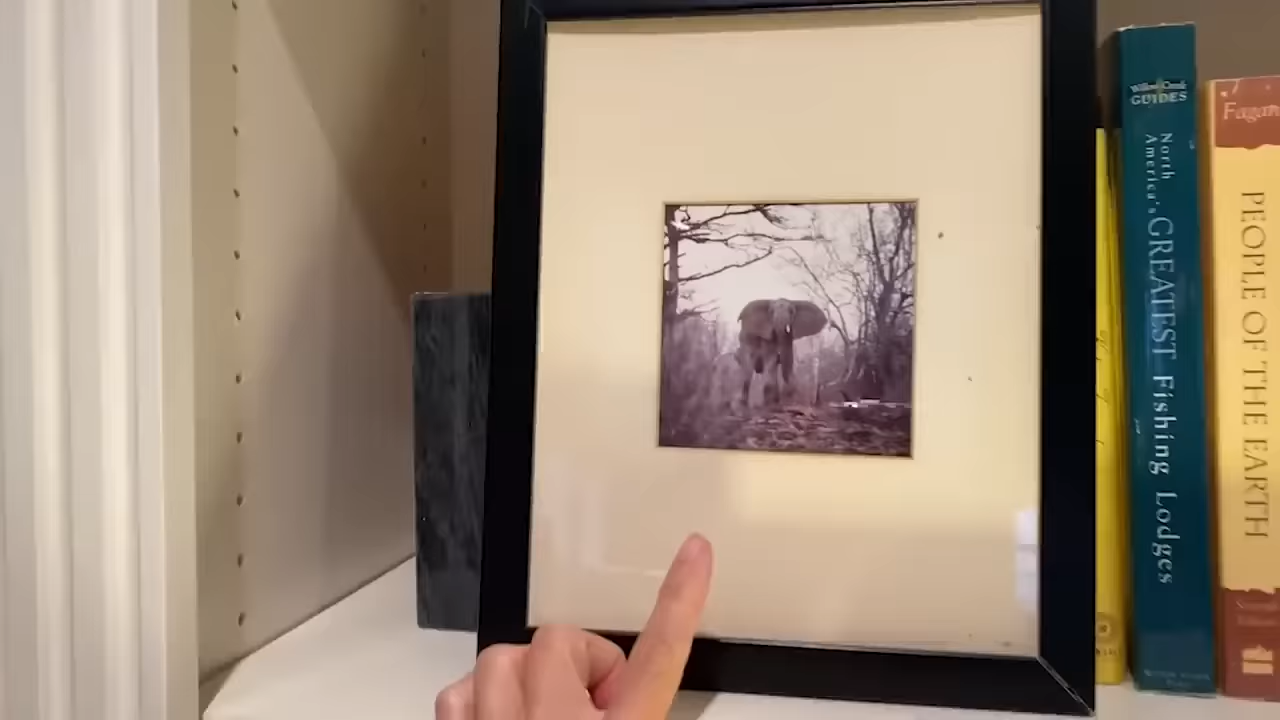 Willow Creek
GUIDES
North
America's
GREATEST Fishing Lodges
Fagan
PEOPLE OF THE EARTH